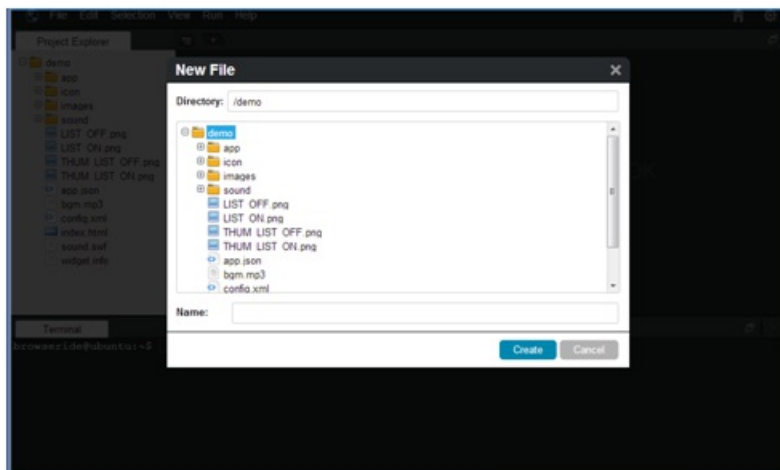 File Edit Selection View Run Help
Project Explorer
demo
app
icon
images
sound
LIST_OFF.png
LIST_ON.png
THUM_LIST_OFF.png
THUM_LIST_ON.png
app.json
bgm.mp3
config.xml
index.html
sound.swf
widget.info
New File
Directory: /demo
demo
app
icon
images
sound
LIST_OFF.png
LIST_ON.png
THUM_LIST_OFF.png
THUM_LIST_ON.png
app.json
bgm.mp3
config.xml
Name:
Create Cancel
Terminal
browseride@ubuntu:~$